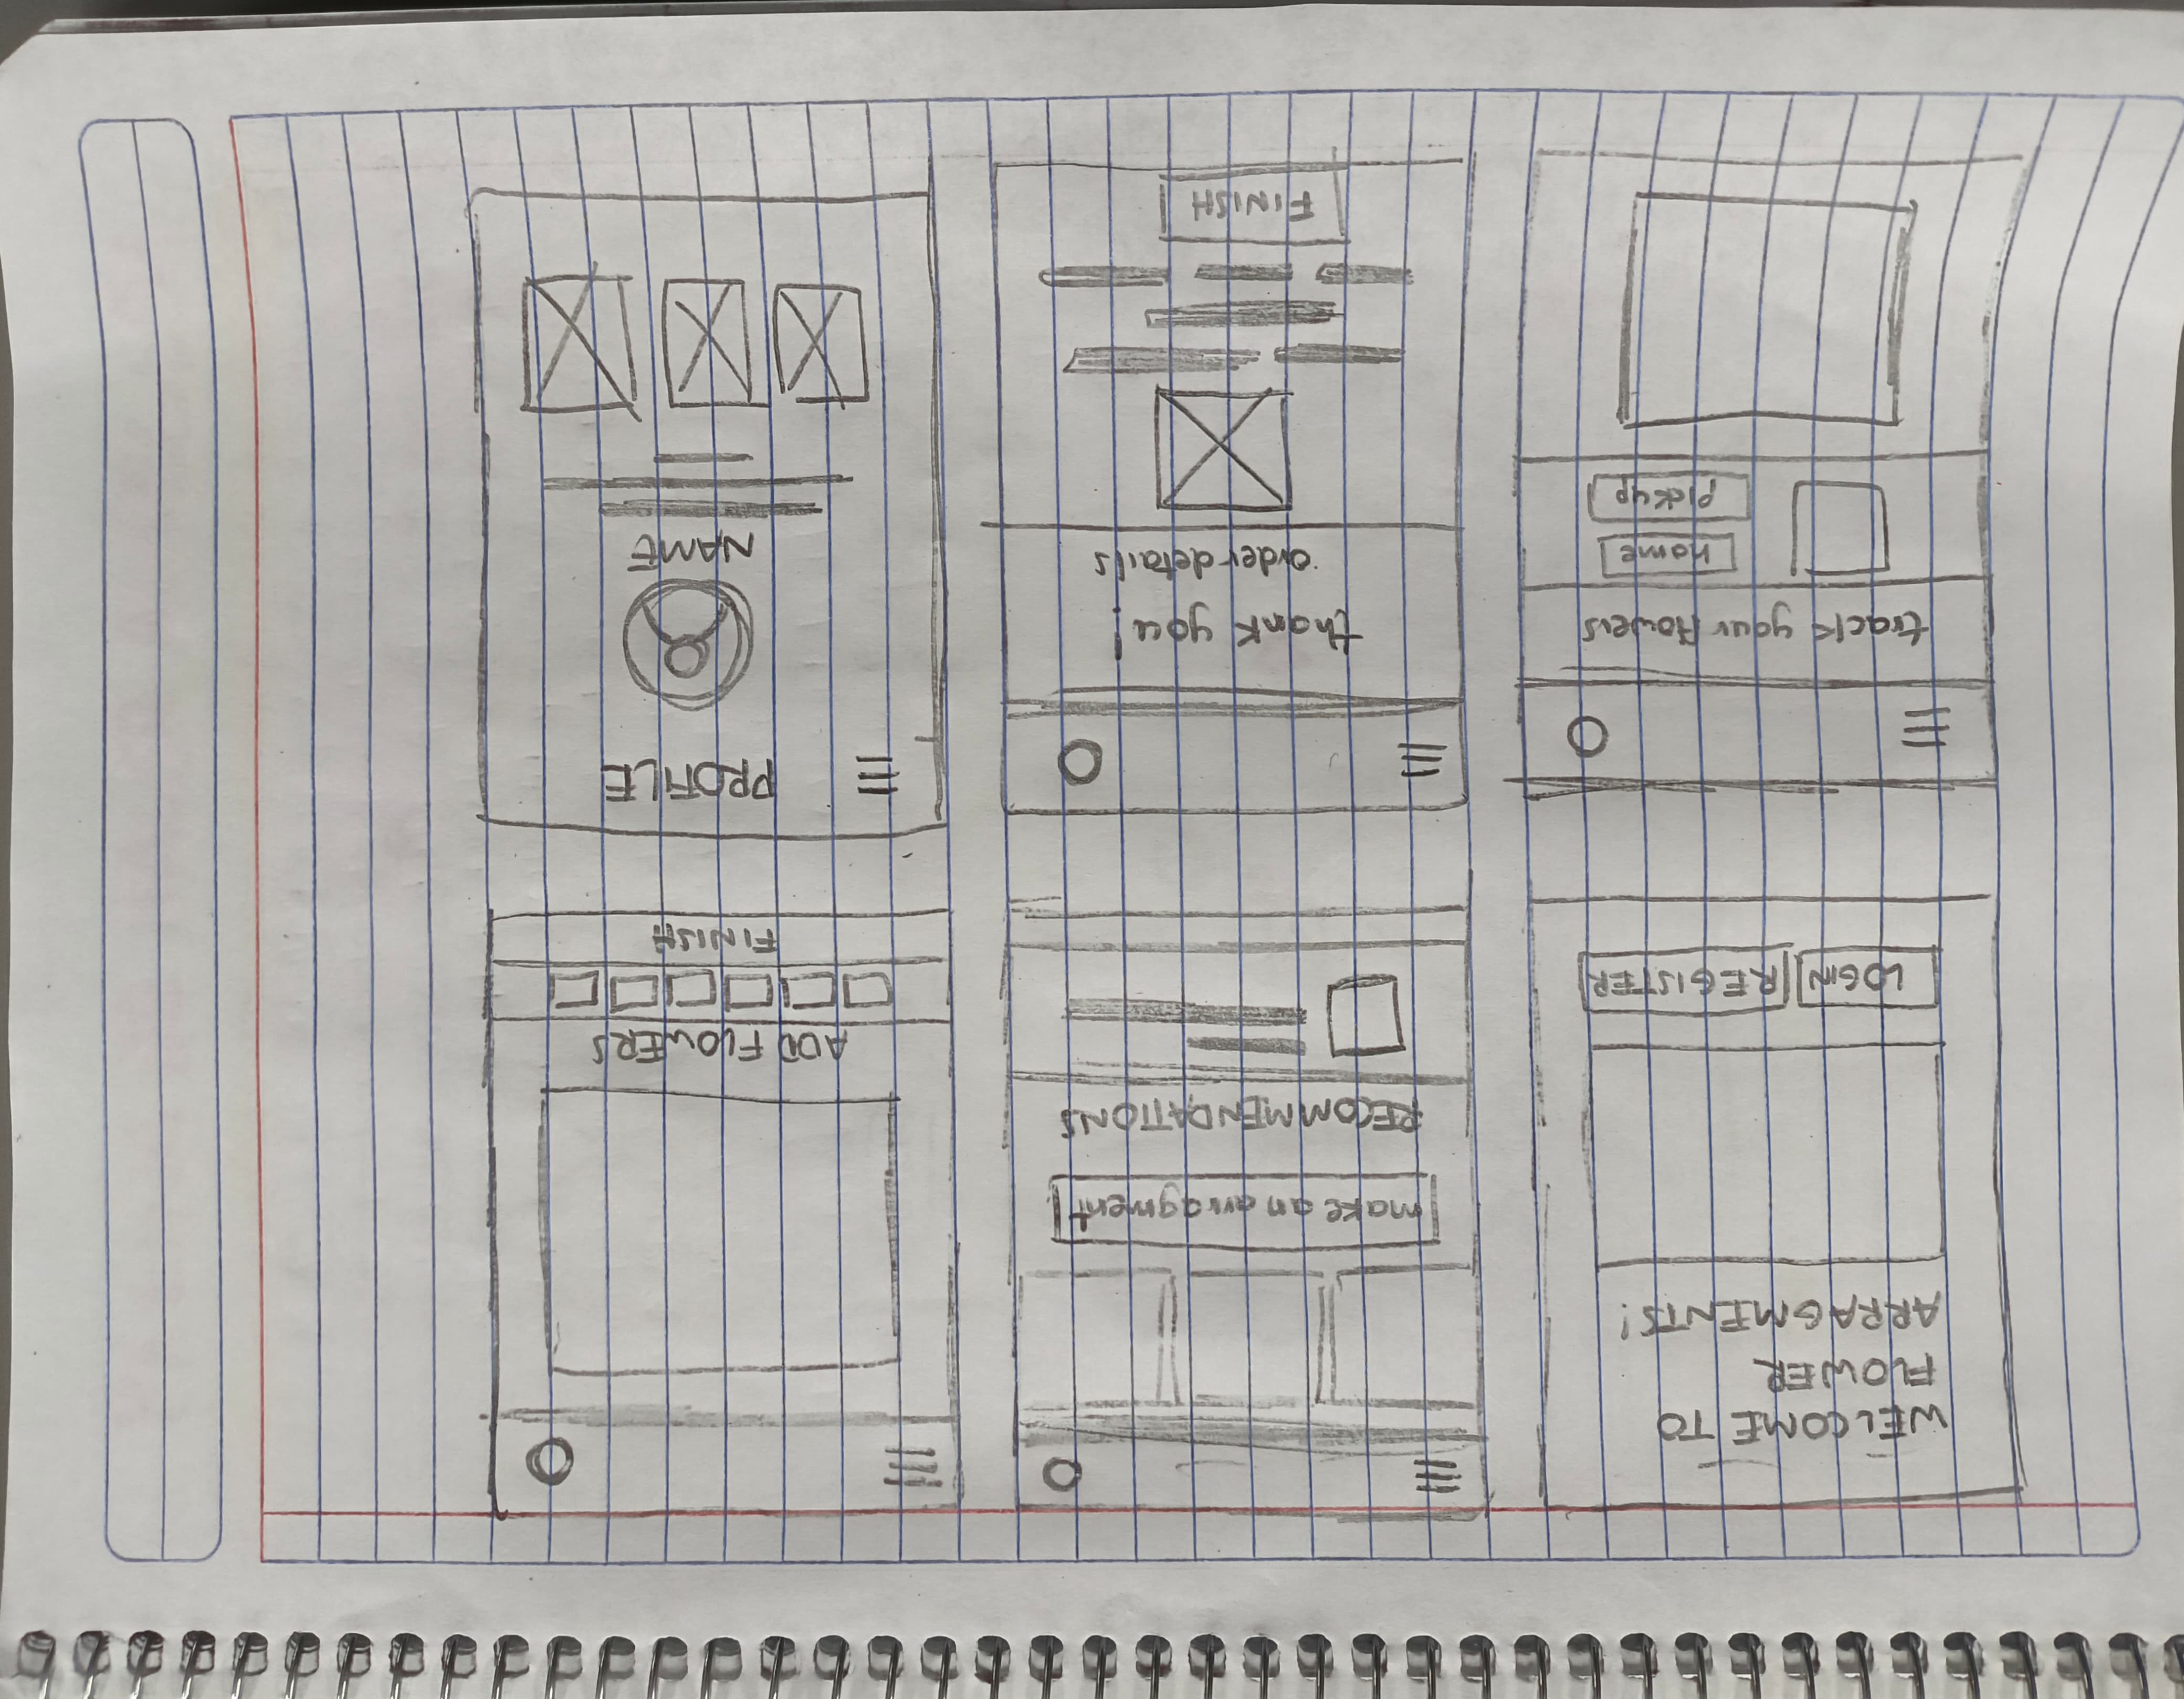 WELCOME TO
FLOWER
ARRAGMENTS!
LOGIN
REGISTER
make an arragment
RECOMMENDATIONS
ADD FLOWERS
FINISH
track your flowers
home
pickup
thank you!
order details
FINISH
PROFILE
NAME